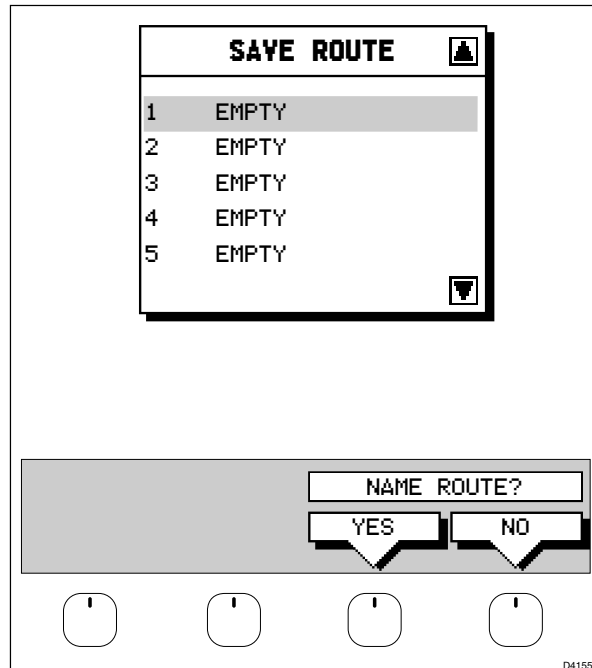 SAVE ROUTE
1 EMPTY
2 EMPTY
3 EMPTY
4 EMPTY
5 EMPTY
NAME ROUTE?
YES NO
D4155